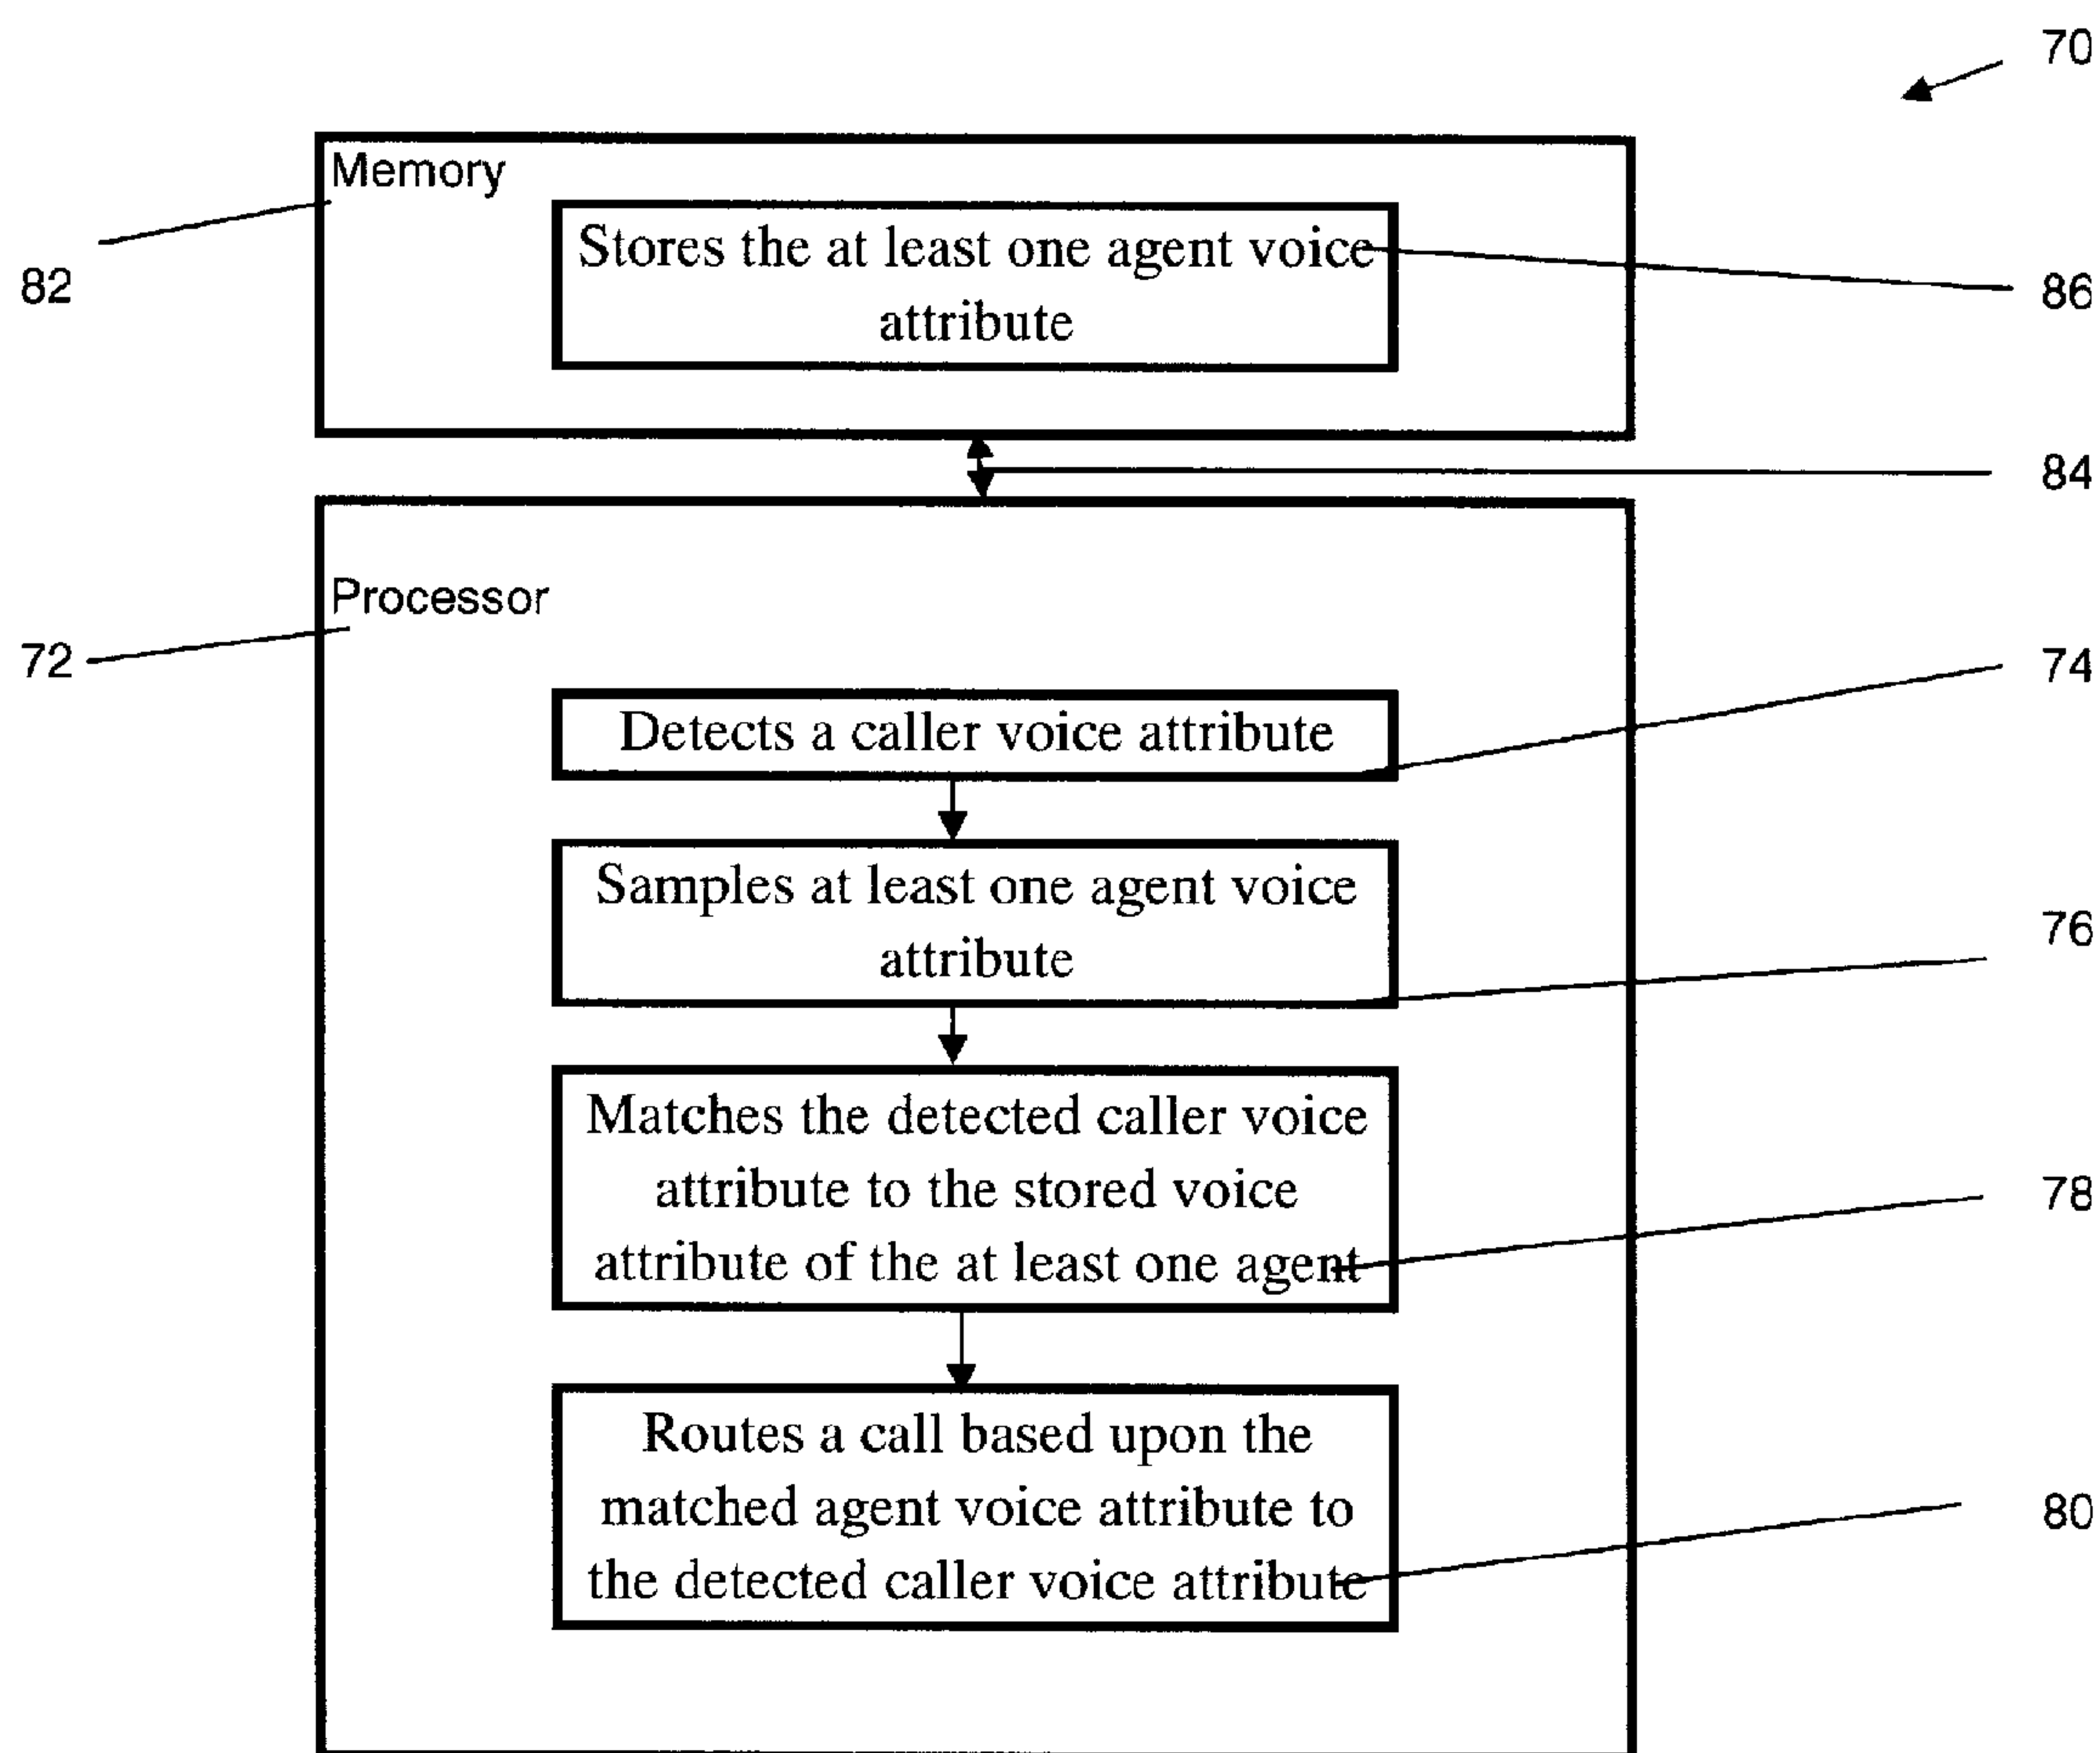 70
Memory
Stores the at least one agent voice
attribute
82
86
84
Processor
72
74
Detects a caller voice attribute
Samples at least one agent voice
attribute
76
Matches the detected caller voice
attribute to the stored voice
attribute of the at least one agent
78
Routes a call based upon the
matched agent voice attribute to
the detected caller voice attribute
80